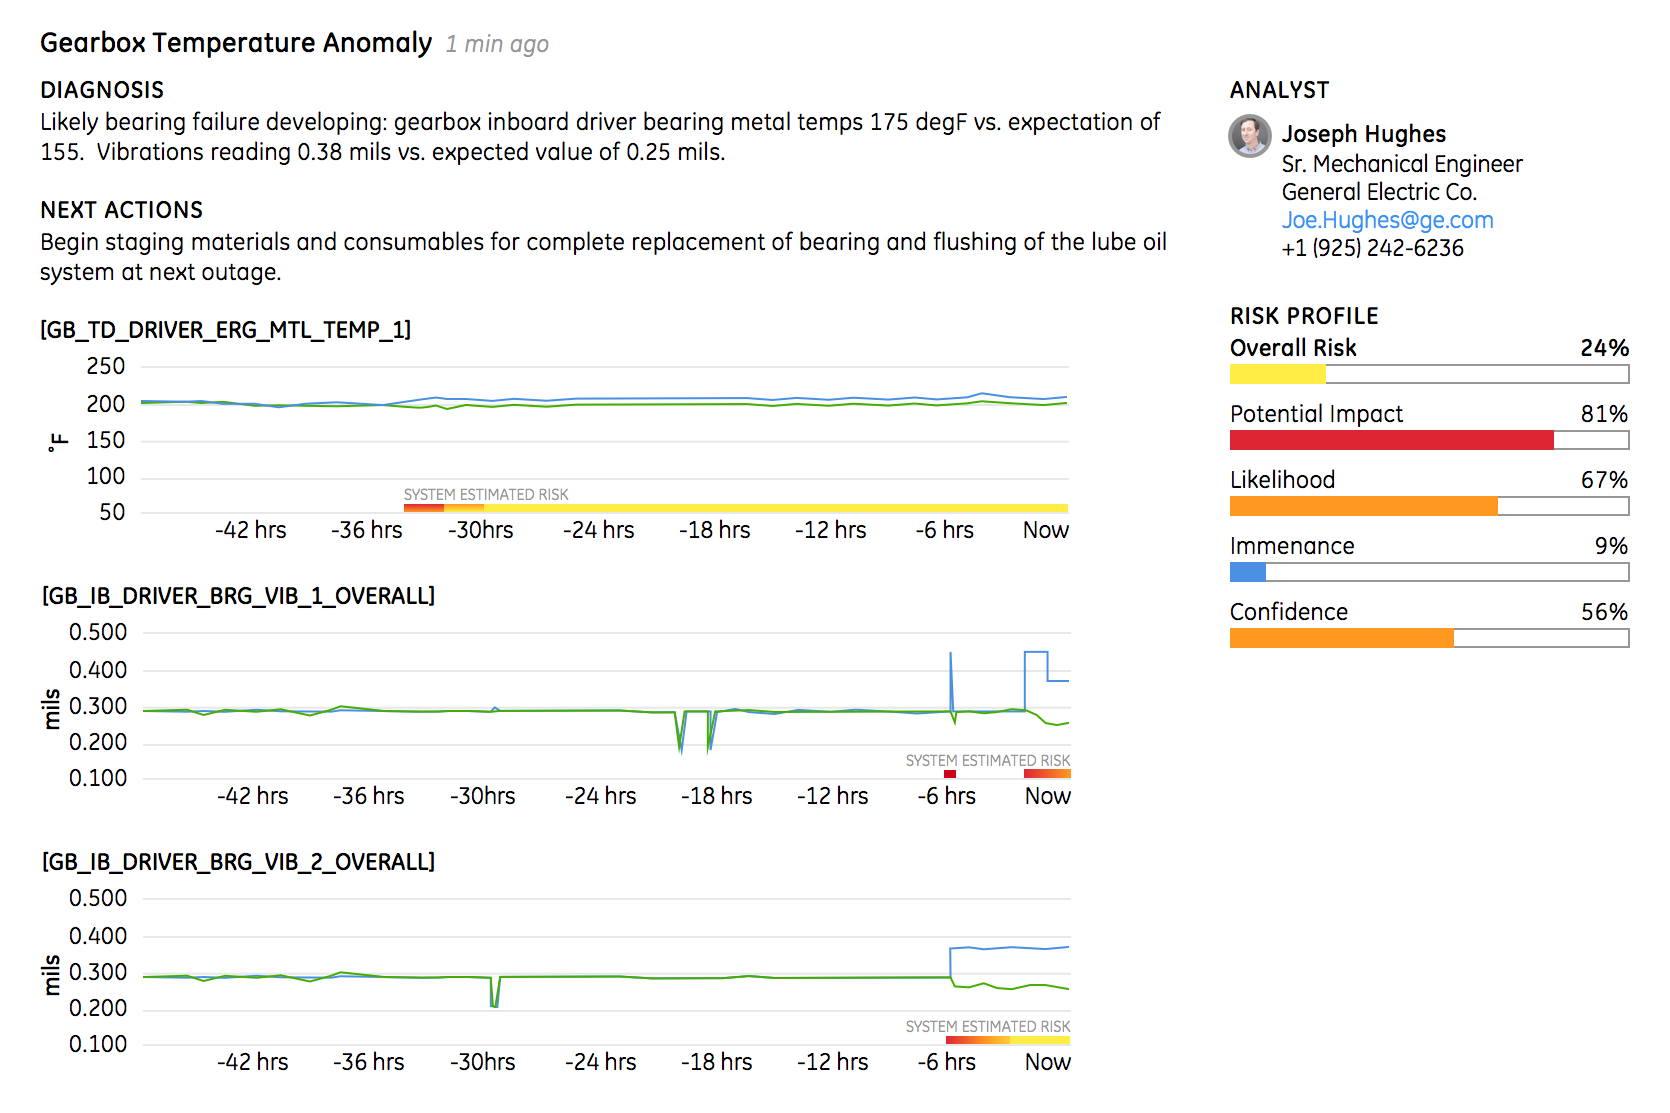 Gearbox Temperature Anomaly 1 min ago
DIAGNOSIS
Likely bearing failure developing: gearbox inboard driver bearing metal temps 175 degF vs. expectation of
155.  Vibrations reading 0.38 mils vs. expected value of 0.25 mils.
NEXT ACTIONS
Begin staging materials and consumables for complete replacement of bearing and flushing of the lube oil
system at next outage.
[GB_TD_DRIVER_ERG_MTL_TEMP_1]
250
200
150
100
50
°F
SYSTEM ESTIMATED RISK
-42 hrs -36 hrs -30hrs -24 hrs -18 hrs -12 hrs -6 hrs Now
[GB_IB_DRIVER_BRG_VIB_1_OVERALL]
0.500
0.400
0.300
0.200
0.100
mils
SYSTEM ESTIMATED RISK
-42 hrs -36 hrs -30hrs -24 hrs -18 hrs -12 hrs -6 hrs Now
[GB_IB_DRIVER_BRG_VIB_2_OVERALL]
0.500
0.400
0.300
0.200
0.100
mils
SYSTEM ESTIMATED RISK
-42 hrs -36 hrs -30hrs -24 hrs -18 hrs -12 hrs -6 hrs Now
ANALYST
Joseph Hughes
Sr. Mechanical Engineer
General Electric Co.
Joe.Hughes@ge.com
+1 (925) 242-6236
RISK PROFILE
Overall Risk 24%
Potential Impact 81%
Likelihood 67%
Immenance 9%
Confidence 56%